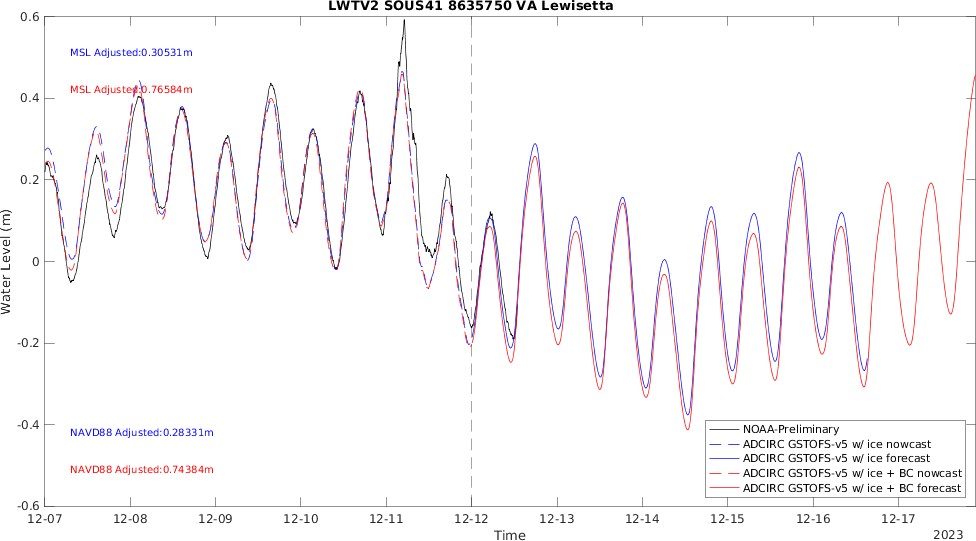 LWTV2 SOUS41 8635750 VA Lewisetta
0.6
MSL Adjusted:0.30531m
MSL Adjusted:0.76584m
0.4
0.2
0
-0.2
-0.4
-0.6
Water Level (m)
NAVD88 Adjusted:0.28331m
NAVD88 Adjusted:0.74384m
NOAA-Preliminary
ADCIRC GSTOFS-v5 w/ ice nowcast
ADCIRC GSTOFS-v5 w/ ice forecast
ADCIRC GSTOFS-v5 w/ ice + BC nowcast
ADCIRC GSTOFS-v5 w/ ice + BC forecast
12-07 12-08 12-09 12-10 12-11 12-12 12-13 12-14 12-15 12-16 12-17
Time
2023